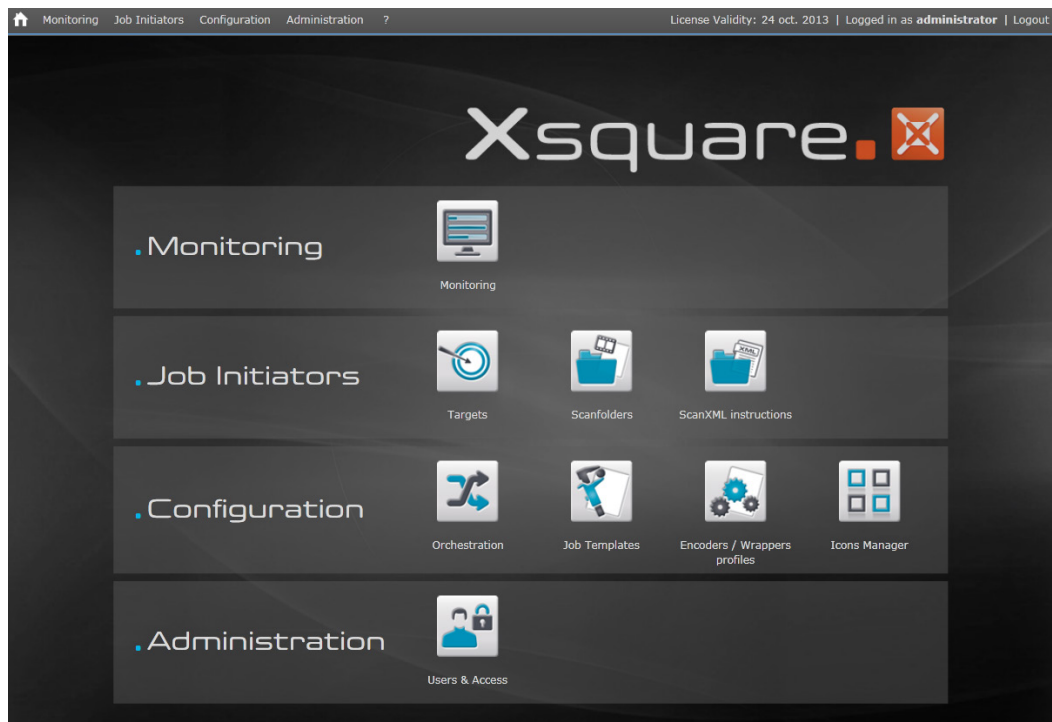 Monitoring Job Initiators Configuration Administration ? License Validity: 24 oct. 2013 | Logged in as administrator | Logout
Xsquare.
.Monitoring
Monitoring
.Job Initiators
Targets Scanfolders XML ScanXML instructions
.Configuration
Orchestration Job Templates Encoders / Wrappers Icons Manager
profiles
.Administration
Users & Access